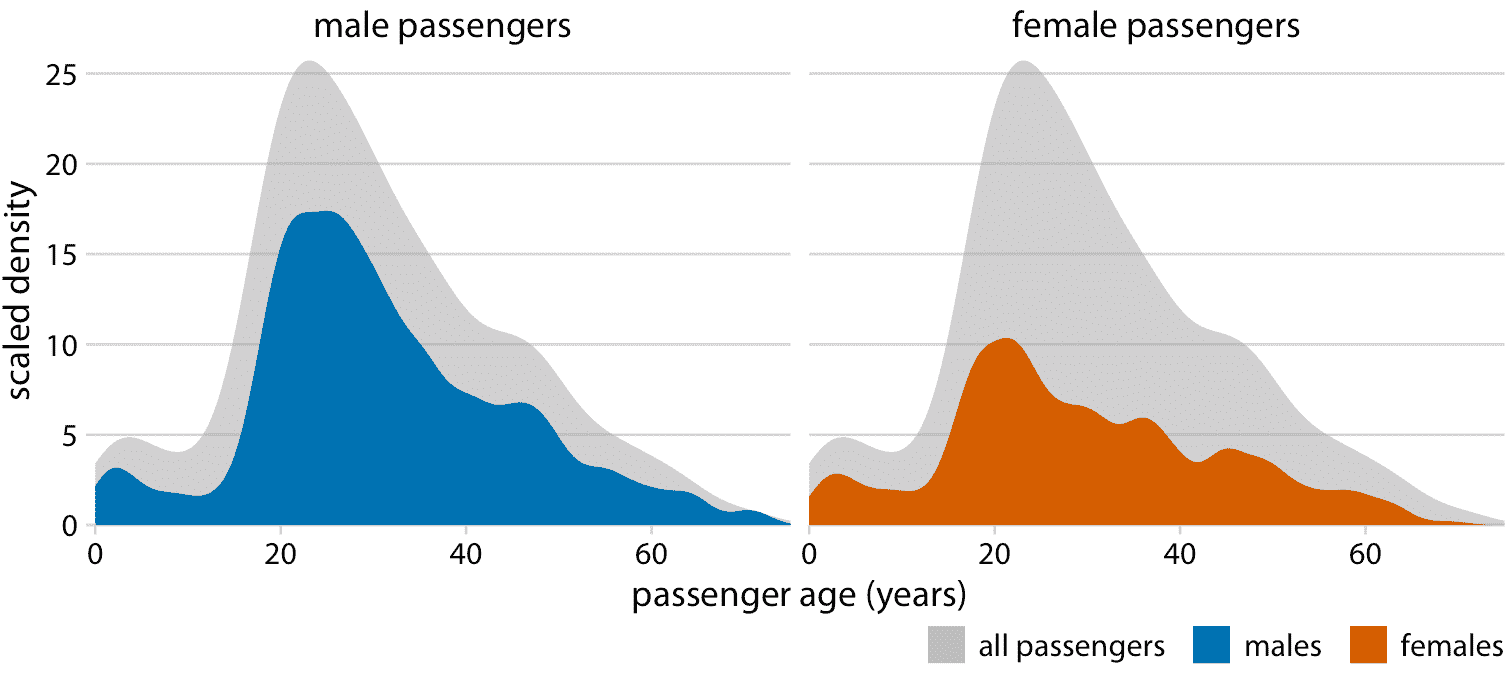 male passengers
female passengers
scaled density
25
20
15
10
5
0
0 20 40 60
0 20 40 60
passenger age (years)
all passengers males females